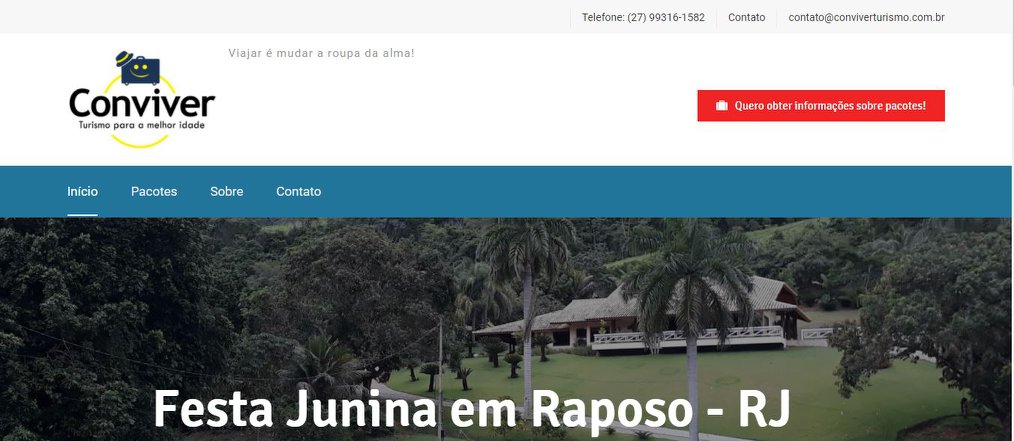 Telefone: (27) 99316-1582
Contato
contato@conviverturismo.com.br
Viajar é mudar a roupa da alma!
Conviver
Turismo para a melhor idade
Quero obter informações sobre pacotes!
Início
Pacotes
Sobre
Contato
Festa Junina em Raposo - RJ